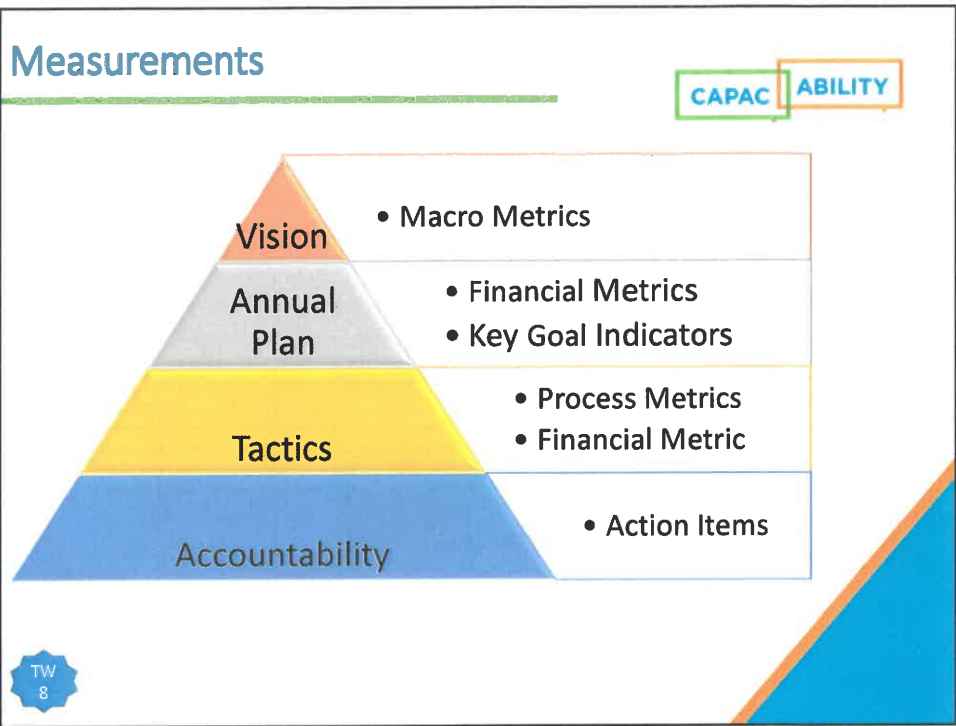 Measurements
CAPAC ABILITY
Vision
• Macro Metrics
Annual
Plan
• Financial Metrics
• Key Goal Indicators
Tactics
• Process Metrics
• Financial Metric
Accountability
• Action Items
TW
8